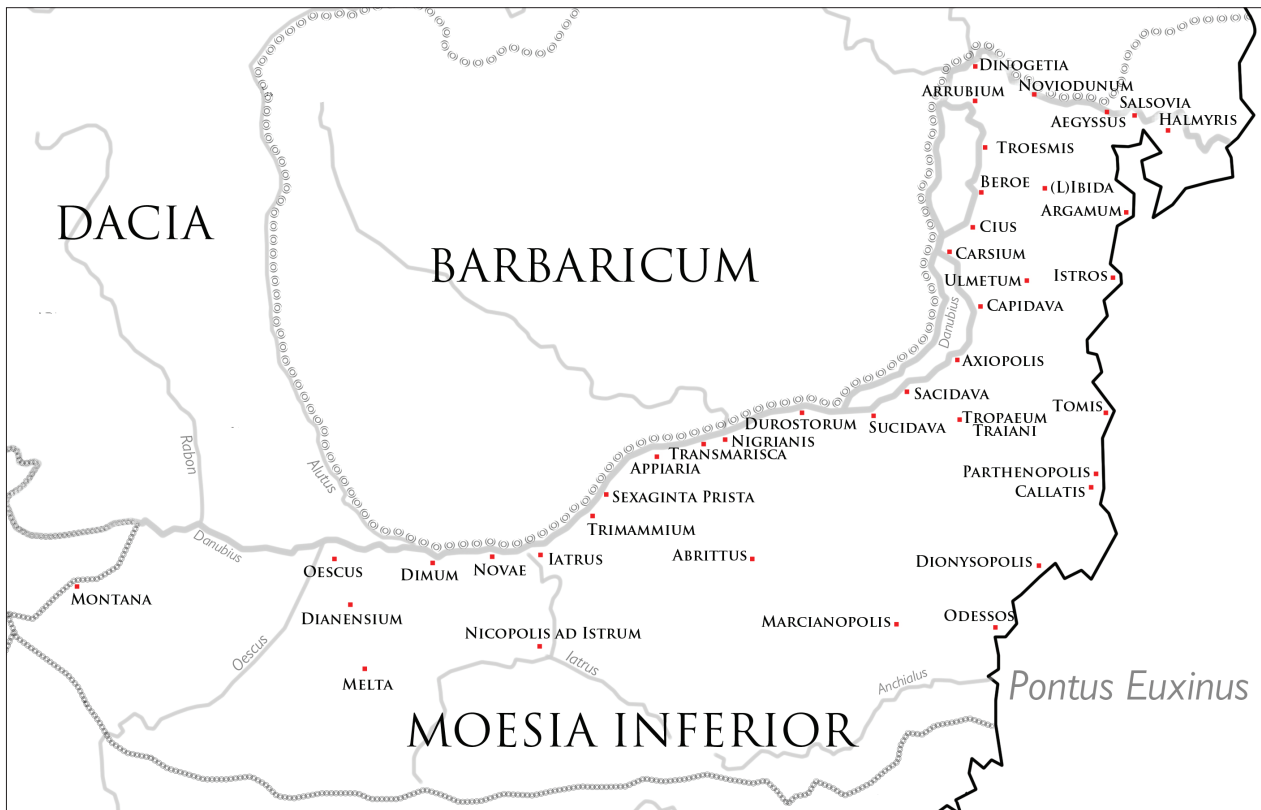 Dinogetia
Arrubium
Noviodunum
Salsovia
Aegyssus
Halmyris
Troesmis
Beroe
(L)Ibida
Argamum
DACIA
Cius
BARBARICUM
Carsium
Ulmetum
Istros
Capidava
Danubius
Axiopolis
Sacidava
Tomis
Durostorum
Sucidava
Tropaeum
Traiani
Nigrianis
Transmarisca
Appiaria
Rabon
Alutus
Parthenopolis
Callatis
Sexaginta Prista
Trimammium
Danubius
Oescus
Dimum
Novae
Iatrus
Abrittus
Dionysopolis
Montana
Dianensium
Nicopolis ad Istrum
Marcianopolis
Odessos
Oescus
Iatrus
Melta
Anchialus
Pontus Euxinus
MOESIA INFERIOR